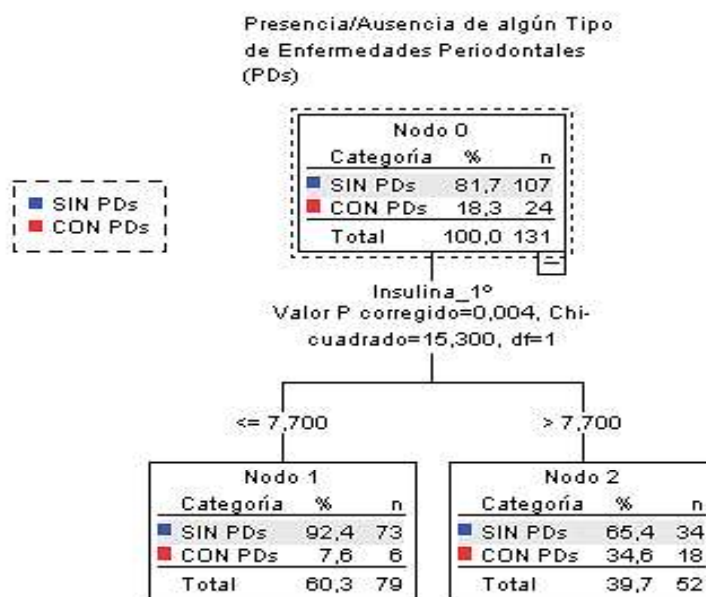 Presencia/Ausencia de algún Tipo
de Enfermedades Periodontales
(PDs)
SIN PDs
CON PDs
Nodo 0
Categoría % n
SIN PDs 81,7 107
CON PDs 18,3 24
Total 100,0 131
Insulina_1º
Valor P corregido=0,004, Chi-
cuadrado=15,300, df=1
<= 7,700
> 7,700
Nodo 1
Categoría % n
SIN PDs 92,4 73
CON PDs 7,6 6
Total 60,3 79
Nodo 2
Categoría % n
SIN PDs 65,4 34
CON PDs 34,6 18
Total 39,7 52